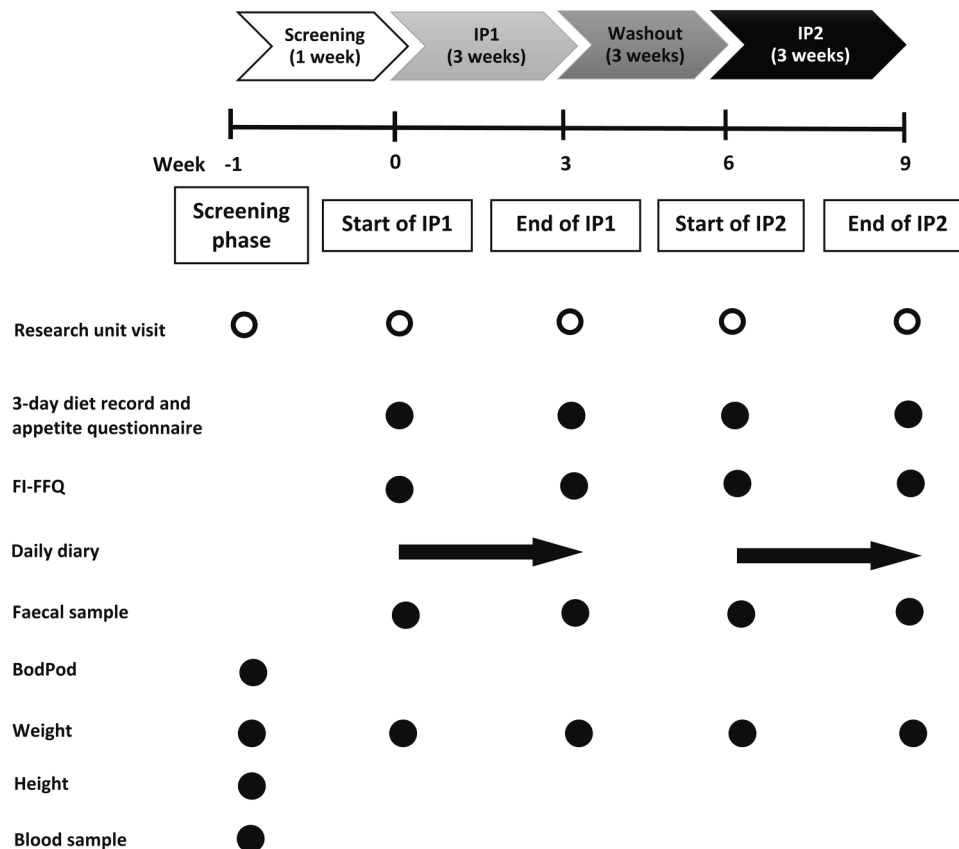 Screening
(1 week)
IP1
(3 weeks)
Washout
(3 weeks)
IP2
(3 weeks)
Week -1 0 3 6 9
Screening
phase
Start of IP1
End of IP1
Start of IP2
End of IP2
Research unit visit
3-day diet record and
appetite questionnaire
FI-FFQ
Daily diary
Faecal sample
BodPod
Weight
Height
Blood sample